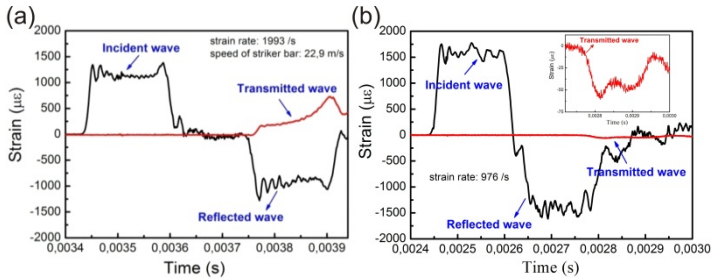 (a)
2000
1500
1000
500
0
-500
-1000
-1500
-2000
Strain (με)
Incident wave
strain rate: 1993 /s
speed of striker bar: 22,9 m/s
Transmitted wave
Reflected wave
0,0034 0,0035 0,0036 0,0037 0,0038 0,0039
Time (s)
(b)
2000
1500
1000
500
0
-500
-1000
-1500
-2000
Strain (με)
Incident wave
Transmitted wave
Strain (με)
Time (s)
strain rate: 976 /s
Transmitted wave
Reflected wave
0,0024 0,0025 0,0026 0,0027 0,0028 0,0029 0,0030
Time (s)